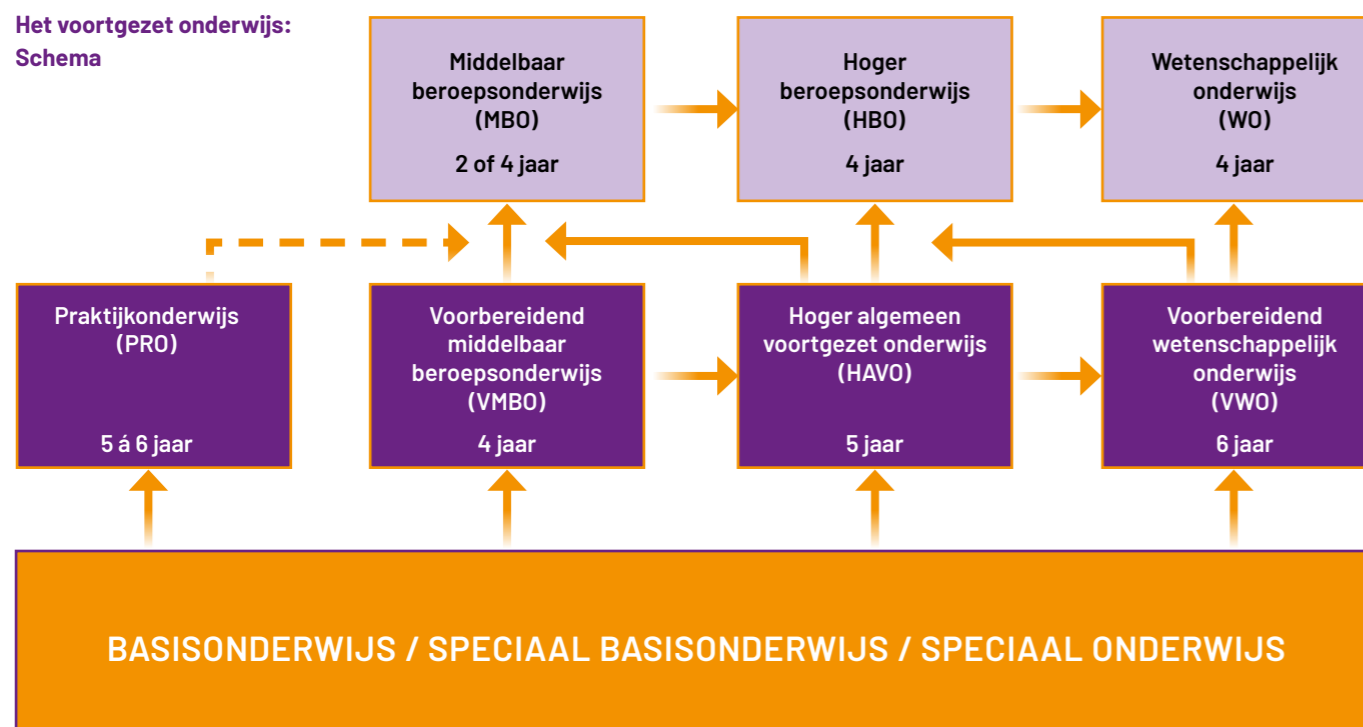 Het voortgezet onderwijs:
Schema
Middelbaar
beroepsonderwijs
(MBO)
2 of 4 jaar
Hoger
beroepsonderwijs
(HBO)
4 jaar
Wetenschappelijk
onderwijs
(WO)
4 jaar
Praktijkonderwijs
(PRO)
5 á 6 jaar
Voorbereidend
middelbaar
beroepsonderwijs
(VMBO)
4 jaar
Hoger algemeen
voortgezet onderwijs
(HAVO)
5 jaar
Voorbereidend
wetenschappelijk
onderwijs
(VWO)
6 jaar
BASISONDERWIJS / SPECIAAL BASISONDERWIJS / SPECIAAL ONDERWIJS